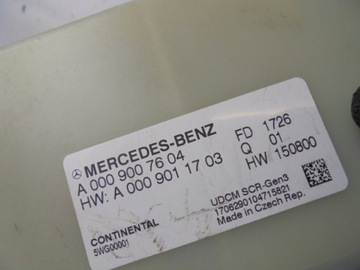 MERCEDES-BENZ
A 000 900 76 04 FD 1726
HW: A 000 901 17 03 Q 01
HW 150800
CONTINENTAL UDCM SCR-Gen3
5WG00001 1706290104715821
Made in Czech Rep.